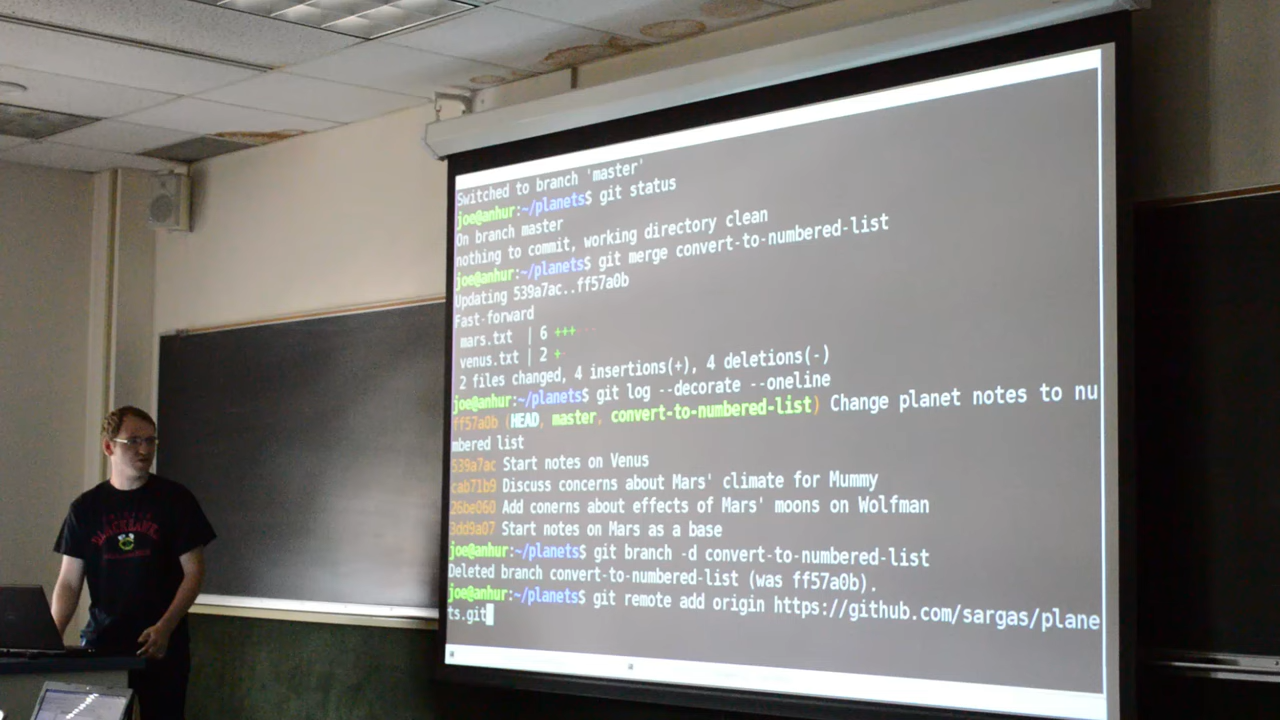 Switched to branch 'master'
joe@anhur:~/planets$ git status
On branch master
nothing to commit, working directory clean
joe@anhur:~/planets$ git merge convert-to-numbered-list
Updating 539a7ac..ff57a0b
Fast-forward
mars.txt | 6 +++
venus.txt | 2 +
2 files changed, 4 insertions(+), 4 deletions(-)
joe@anhur:~/planets$ git log --decorate --oneline
ff57a0b (HEAD, master, convert-to-numbered-list) Change planet notes to nu
mbered list
539a7ac Start notes on Venus
cab71b9 Discuss concerns about Mars' climate for Mummy
26be060 Add conerns about effects of Mars' moons on Wolfman
3dd9a07 Start notes on Mars as a base
joe@anhur:~/planets$ git branch -d convert-to-numbered-list
Deleted branch convert-to-numbered-list (was ff57a0b).
joe@anhur:~/planets$ git remote add origin https://github.com/sargas/plane
ts.git